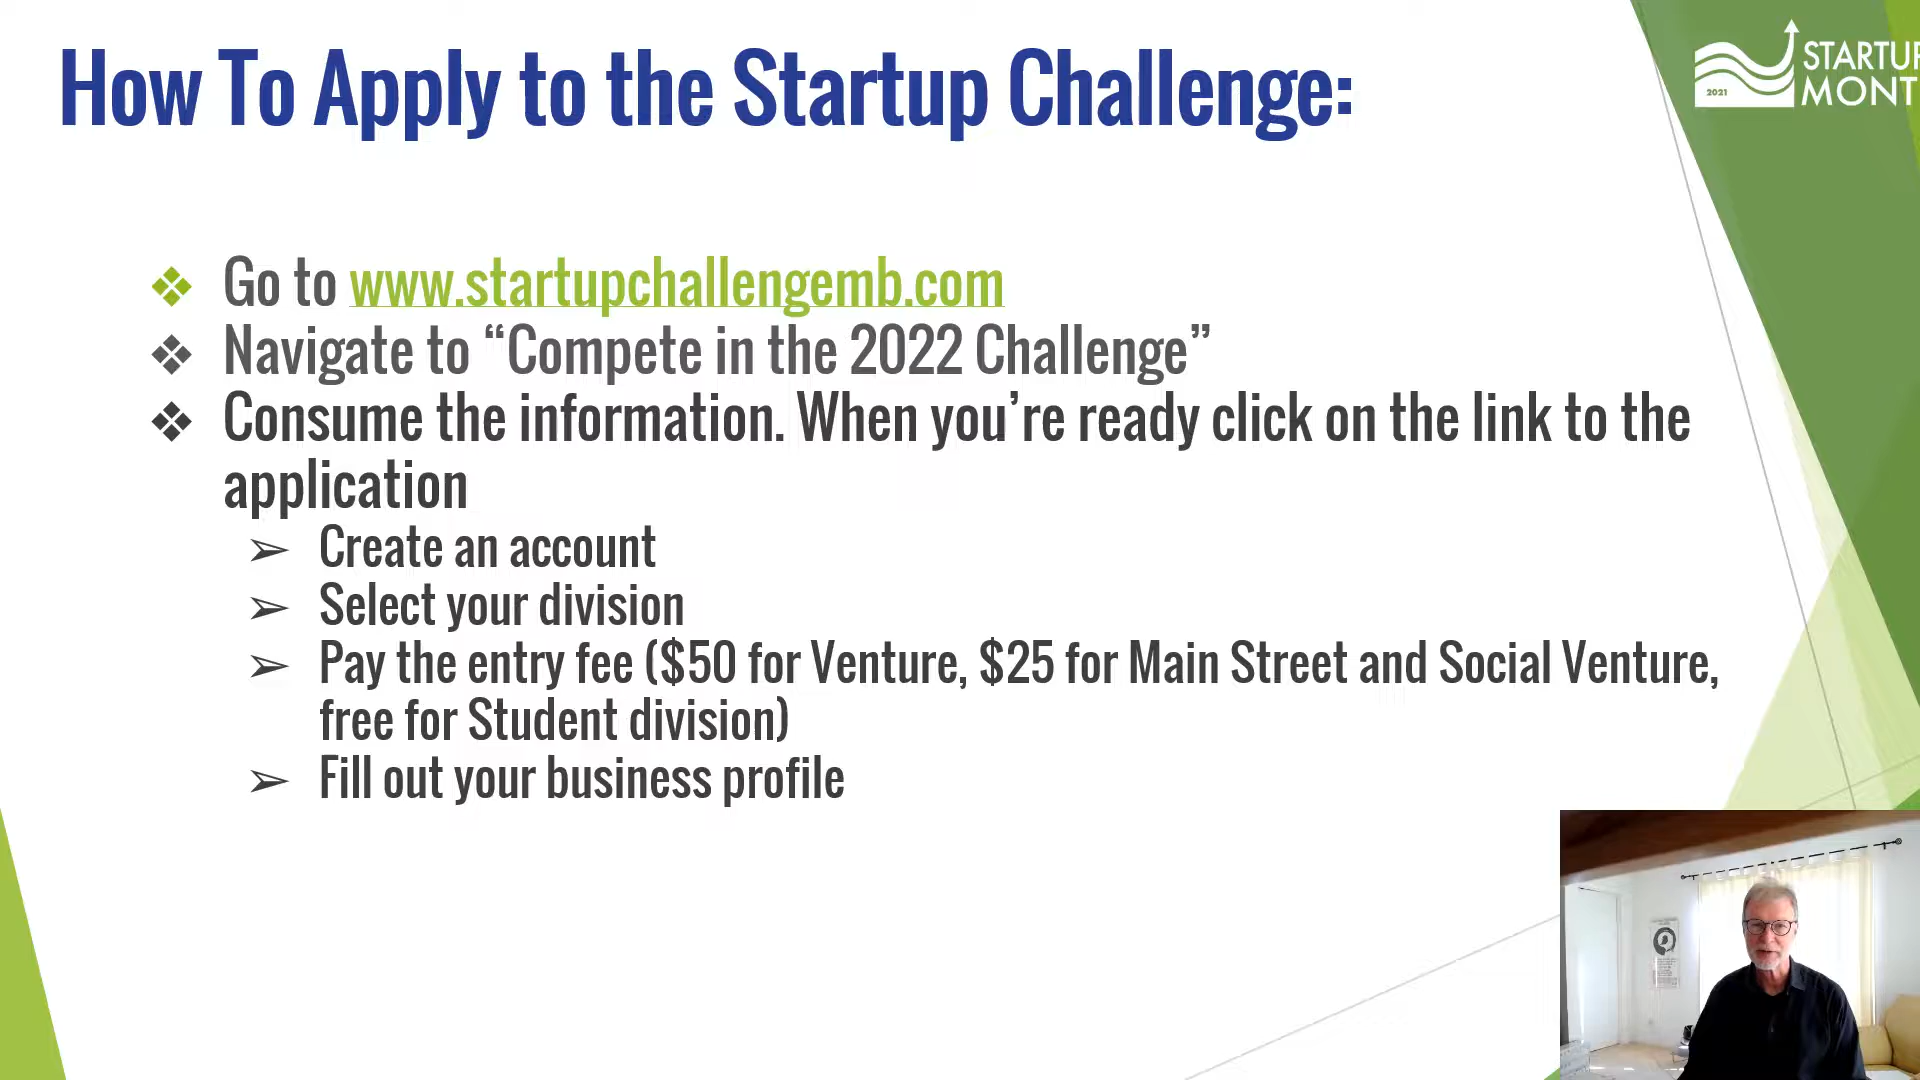 How To Apply to the Startup Challenge:
STARTUP
MONT
2021
Go to www.startupchallengemb.com
Navigate to “Compete in the 2022 Challenge”
Consume the information. When you’re ready click on the link to the
application
Create an account
Select your division
Pay the entry fee ($50 for Venture, $25 for Main Street and Social Venture,
free for Student division)
Fill out your business profile